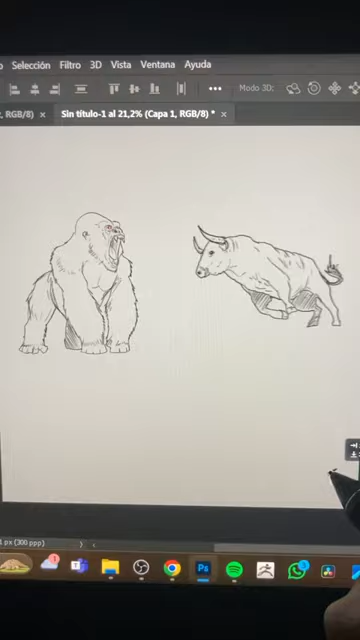 Selección Filtro 3D Vista Ventana Ayuda
Modo 3D:
RGB/8) × Sin título-1 al 21,2% (Capa 1, RGB/8) * ×
px (300 ppp)
Ps